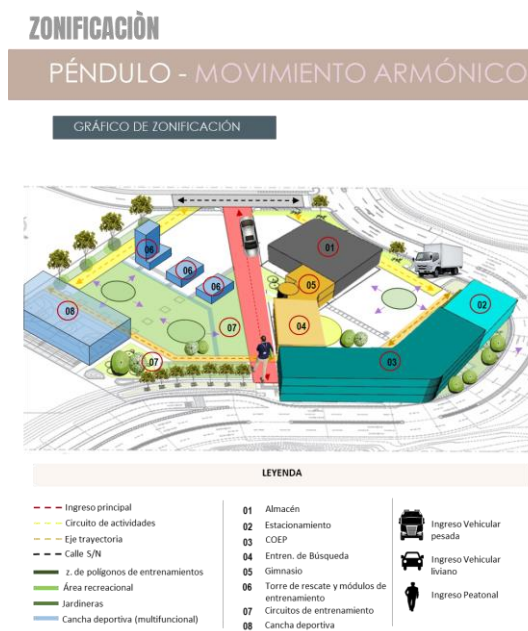 ZONIFICACIÒN
PÉNDULO - MOVIMIENTO ARMÓNICO
GRÁFICO DE ZONIFICACIÓN
06
01
06
05
06
02
08
07
04
03
07
LEYENDA
Ingreso principal
Circuito de actividades
Eje trayectoria
Calle S/N
z. de polígonos de entrenamientos
Área recreacional
Jardineras
Cancha deportiva (multifuncional)
01 Almacén
02 Estacionamiento
03 COEP
04 Entren. de Búsqueda
05 Gimnasio
06 Torre de rescate y módulos de
entrenamiento
07 Circuitos de entrenamiento
08 Cancha deportiva
Ingreso Vehicular
pesada
Ingreso Vehicular
liviano
Ingreso Peatonal